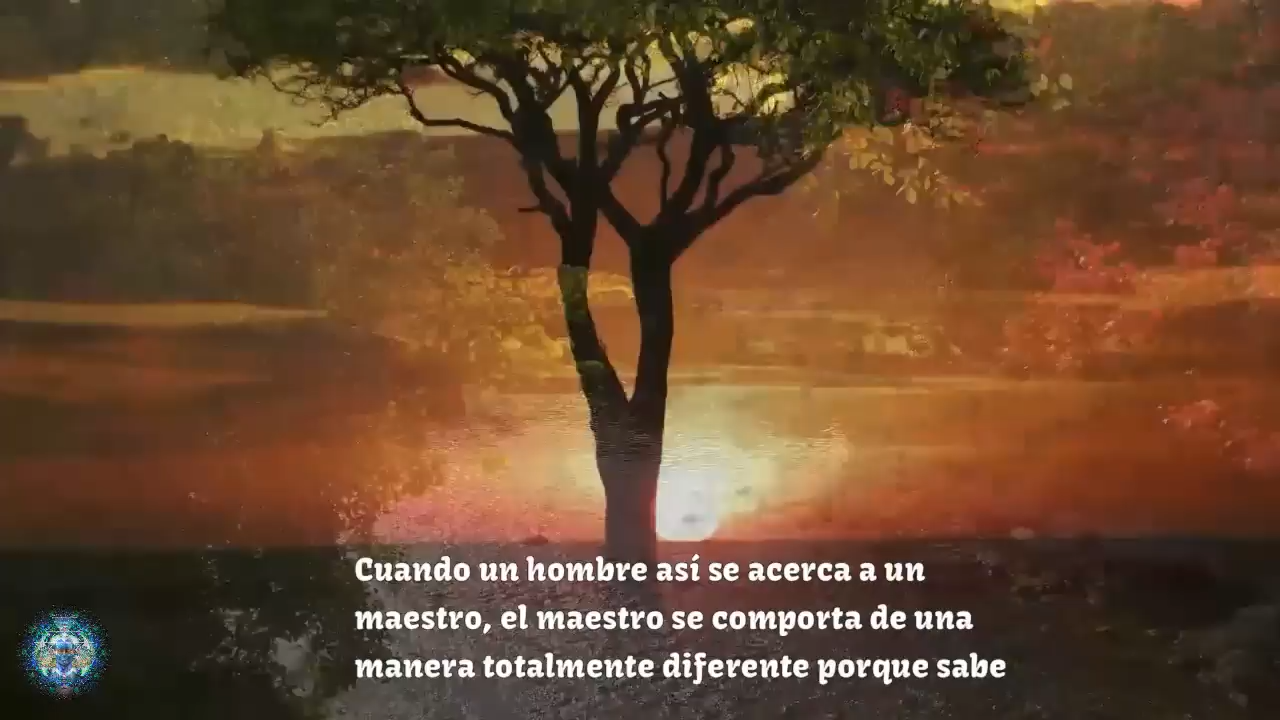 Cuando un hombre así se acerca a un
maestro, el maestro se comporta de una
manera totalmente diferente porque sabe